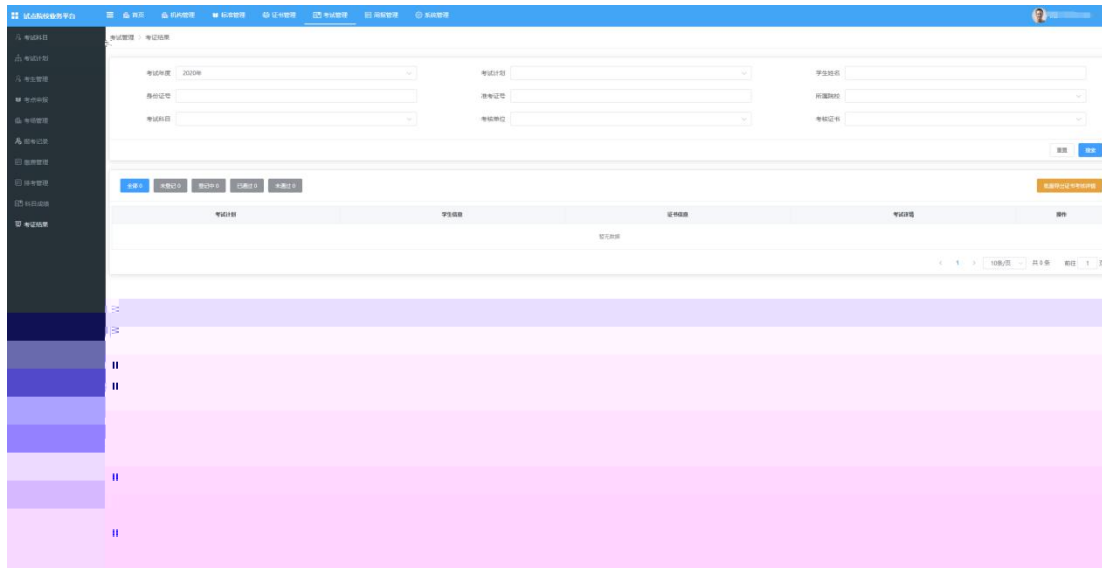 试点院校业务平台 首页 机构管理 标准管理 证书管理 考试管理 系统管理
考试科目
考试计划
考生管理
考点申报
考场管理
监考记录
报考管理
排考管理
科目成绩
考证结果
考试管理 > 考证结果
考试年度 2020年 考试计划 学生姓名
身份证号 准考证号 所属院校
考试科目 考核单位 考核证书
重置 搜索
全部 0 未登记 0 登记中 0 已通过 0 未通过 0
考试计划 学生信息 证书信息 考试详情 操作
暂无数据
< 1 > 10条/页 共 0 条 前往 1 页